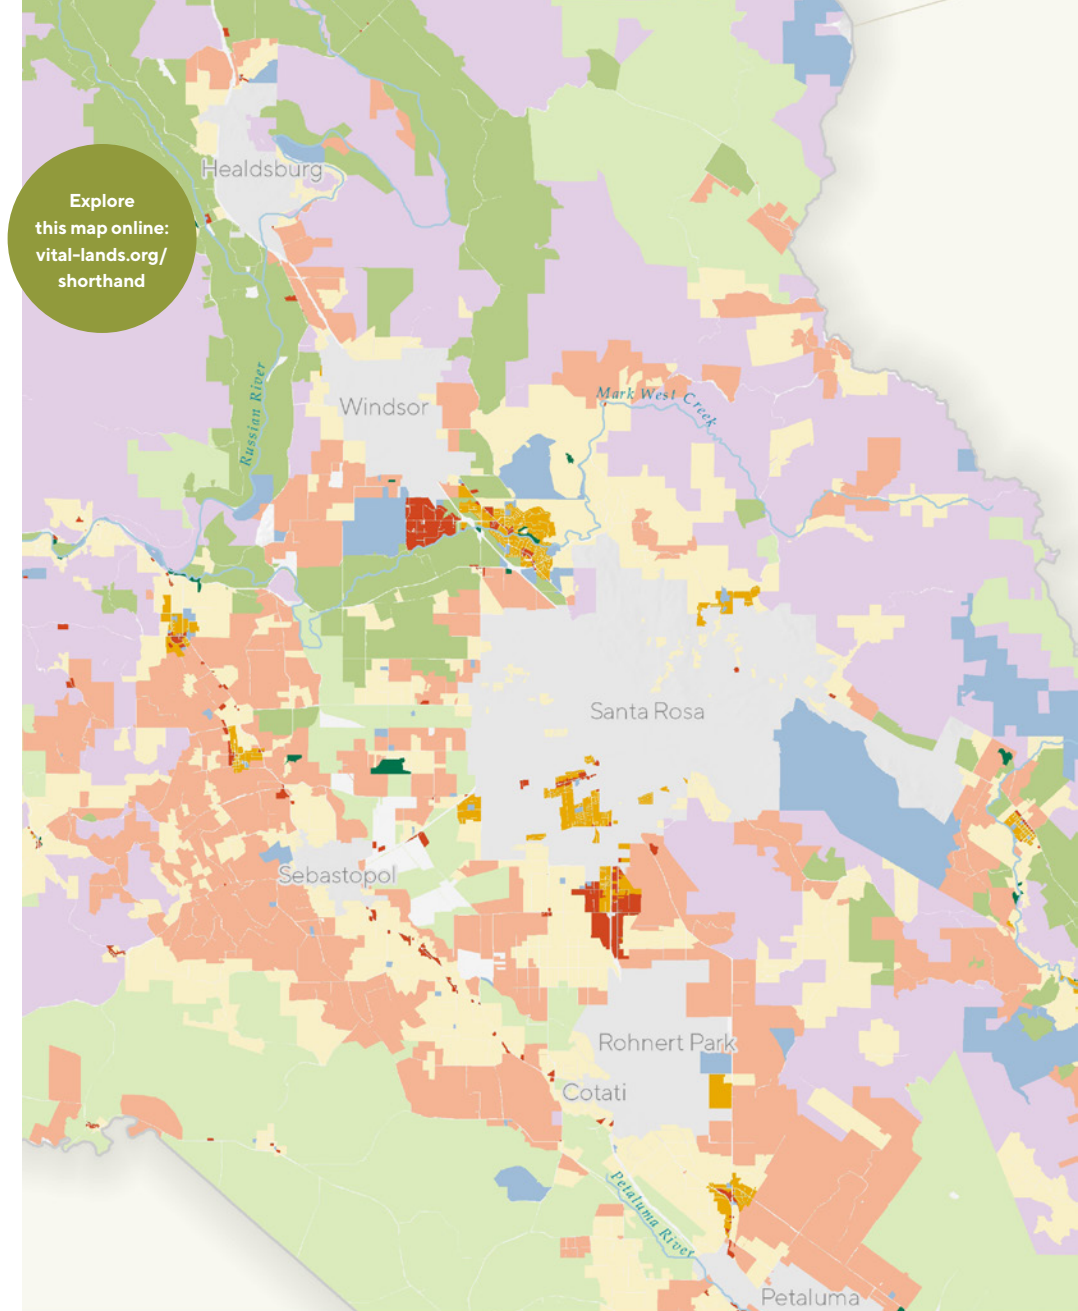 Healdsburg
Explore
this map online:
vital-lands.org/
shorthand
Russian River
Windsor
Mark West Creek
Santa Rosa
Sebastopol
Rohnert Park
Cotati
Petaluma River
Petaluma